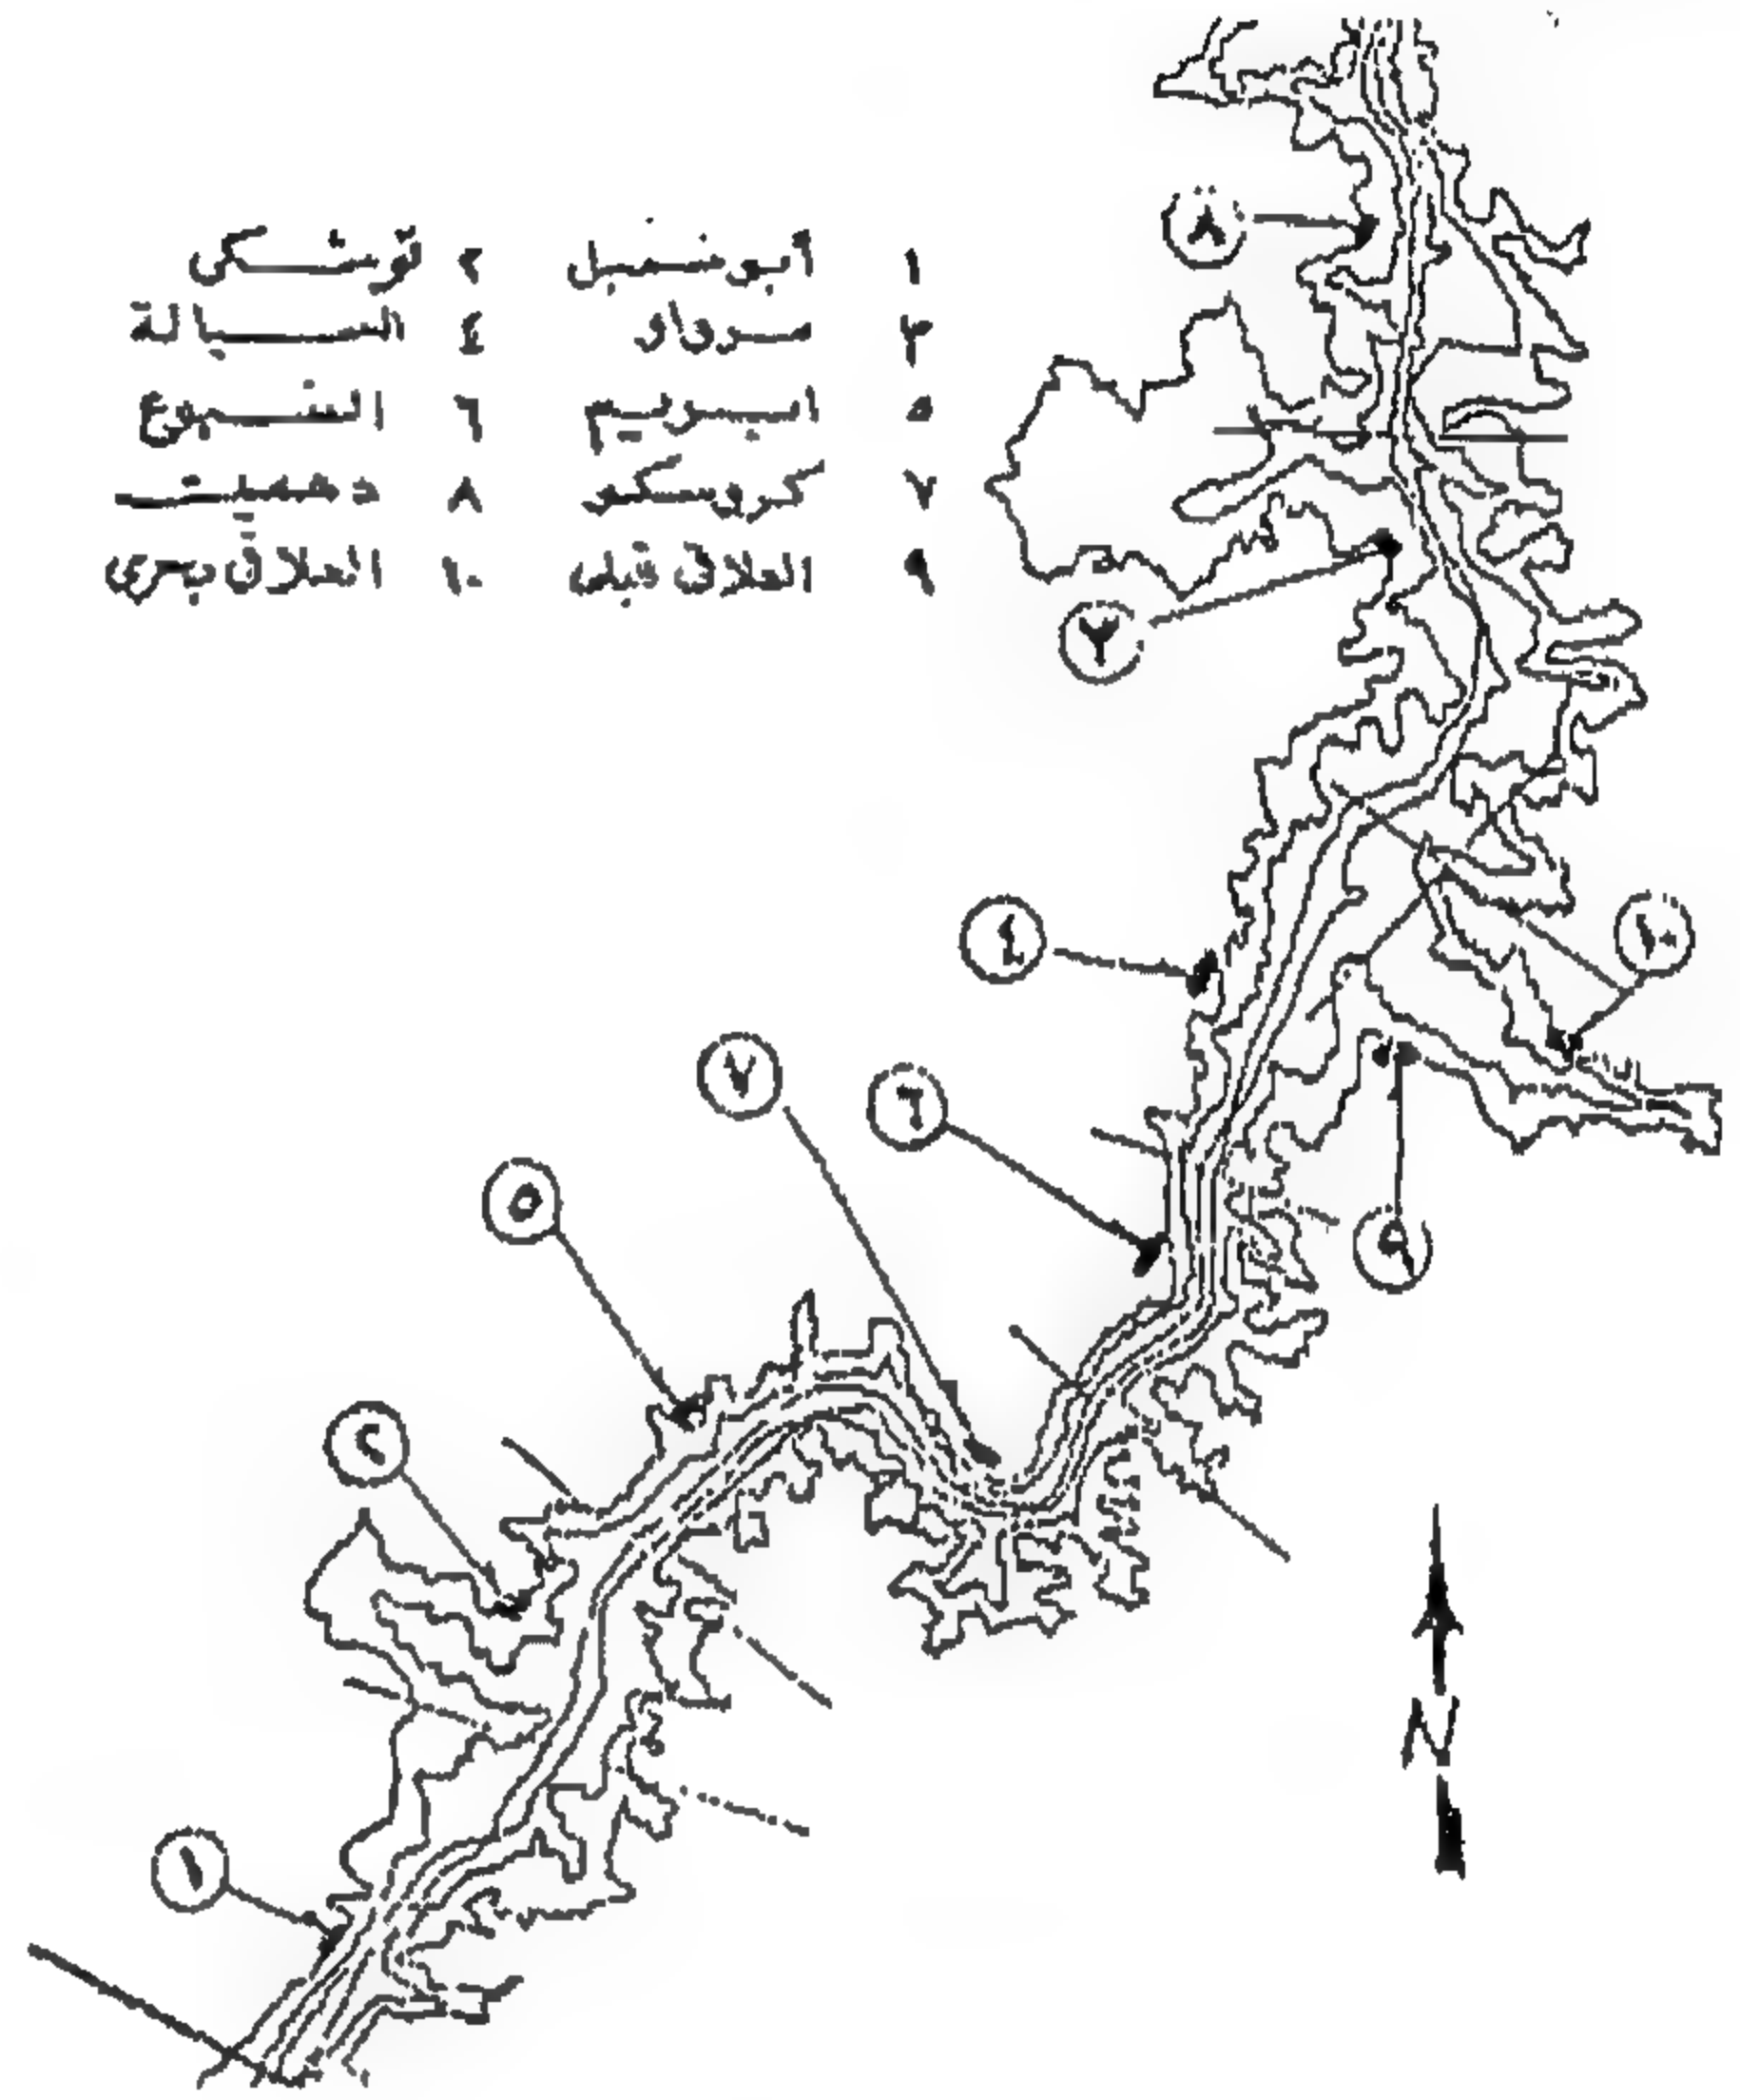 ١ أبو سمبل ٢ توشكى
٣ مرواو ٤ السيالة
٥ ابريم ٦ السبوع
٧ كروسكو ٨ دهميت
٩ العلاقى قبلى ١٠ العلاقى بحرى
٨
٣
٤
١٠
٧
٦
٥
٩
٢
١
N